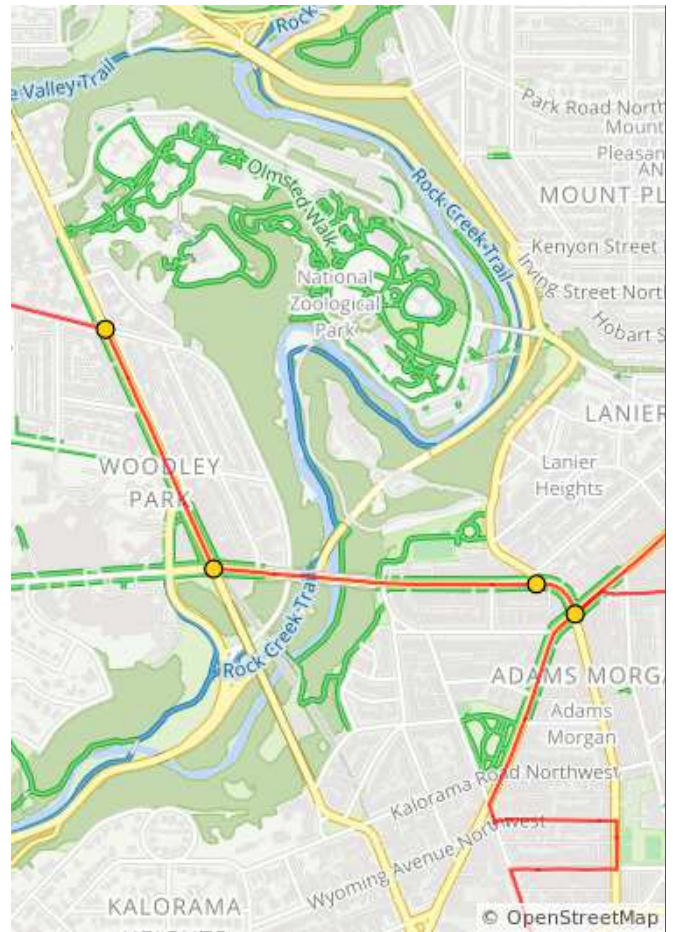 Rock
e Valley Trail
Park Road North
Mount
Pleasan
AN
Olmsted Walk
Rock Creek Trail
MOUNT PL
Kenyon Street
Irving Street North
National
Zoological
Park
Hobart S
LANIER
WOODLEY
PARK
Lanier
Heights
Rock Creek Trail
ADAMS MORGA
Adams
Morgan
Kalorama Road Northwest
Wyoming Avenue Northwest
KALORAMA
HEIGHTS
© OpenStreetMap